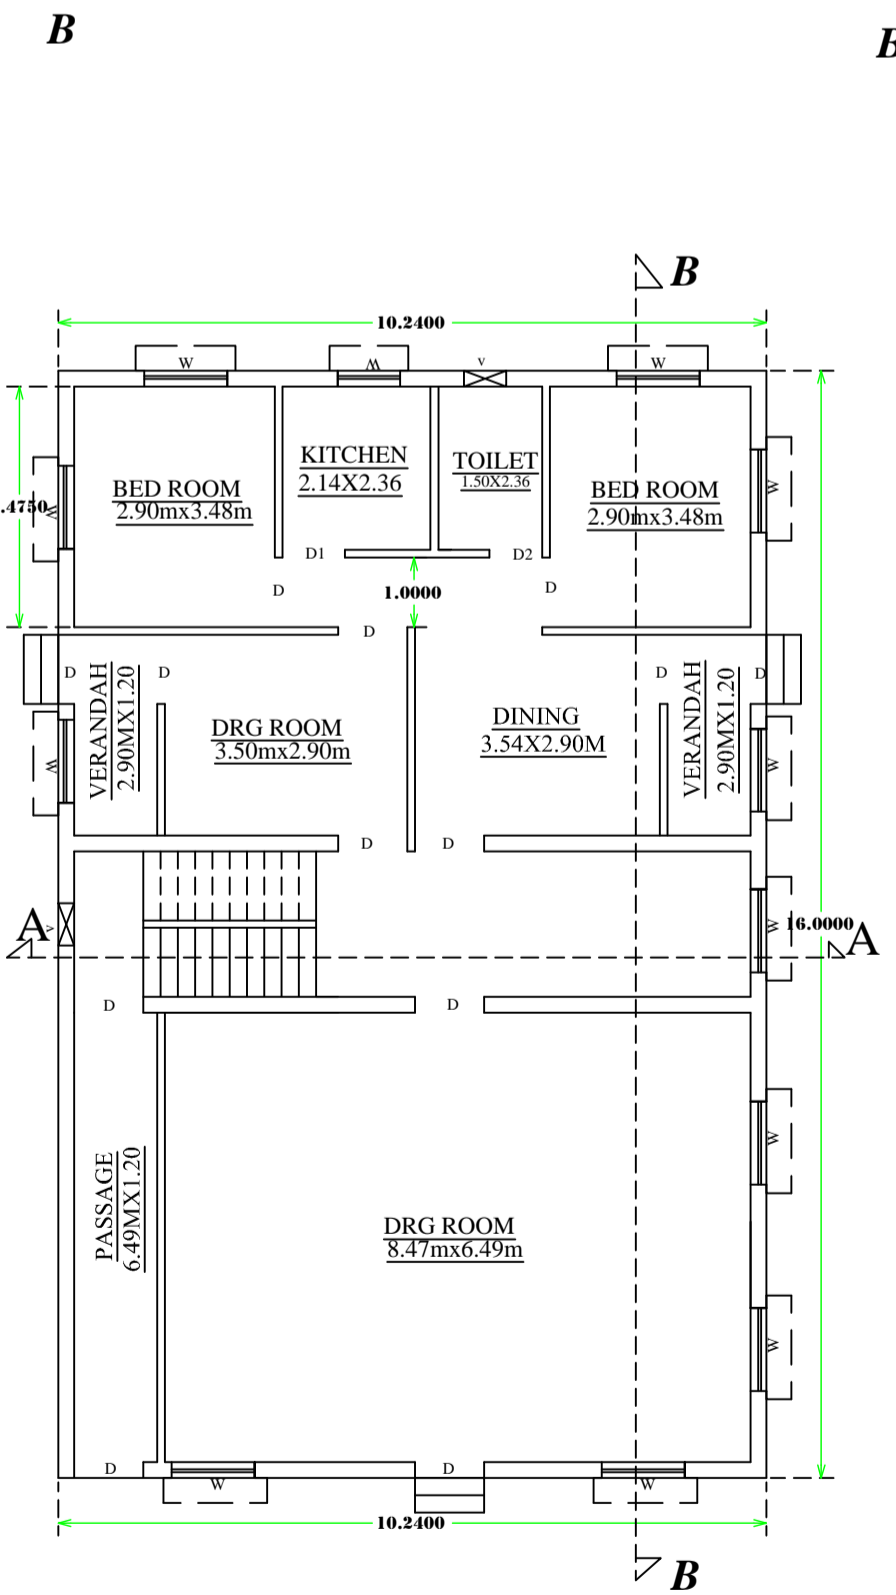 B
B
B
10.2400
W
W
v
W
KITCHEN
2.14X2.36
TOILET
1.50X2.36
BED ROOM
2.90mx3.48m
BED ROOM
2.90mx3.48m
W
W
.4750
D1
D2
D
D
1.0000
D
D
D
D
D
VERANDAH
2.90MX1.20
DRG ROOM
3.50mx2.90m
DINING
3.54X2.90M
VERANDAH
2.90MX1.20
W
W
D
D
A
v
W
16.0000
A
D
D
W
PASSAGE
6.49MX1.20
DRG ROOM
8.47mx6.49m
W
D
D
W
W
10.2400
B